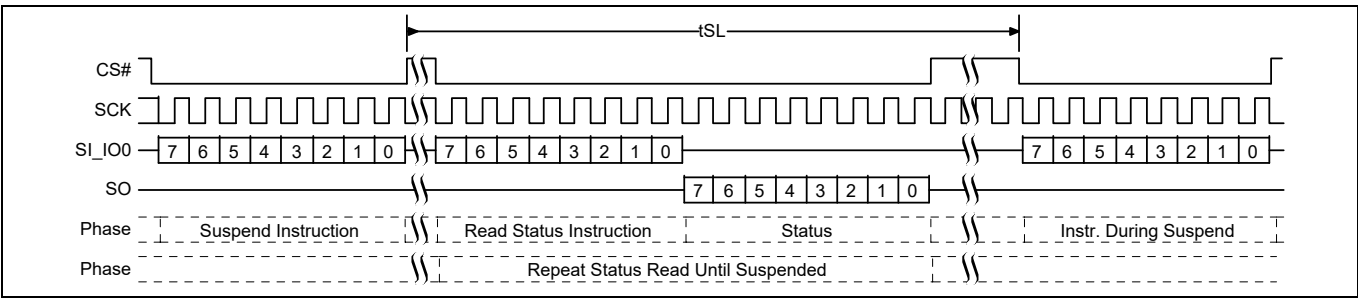 tSL
CS#
SCK
SI_IO0 7 6 5 4 3 2 1 0 7 6 5 4 3 2 1 0 7 6 5 4 3 2 1 0
SO 7 6 5 4 3 2 1 0
Phase Suspend Instruction Read Status Instruction Status Instr. During Suspend
Phase Repeat Status Read Until Suspended